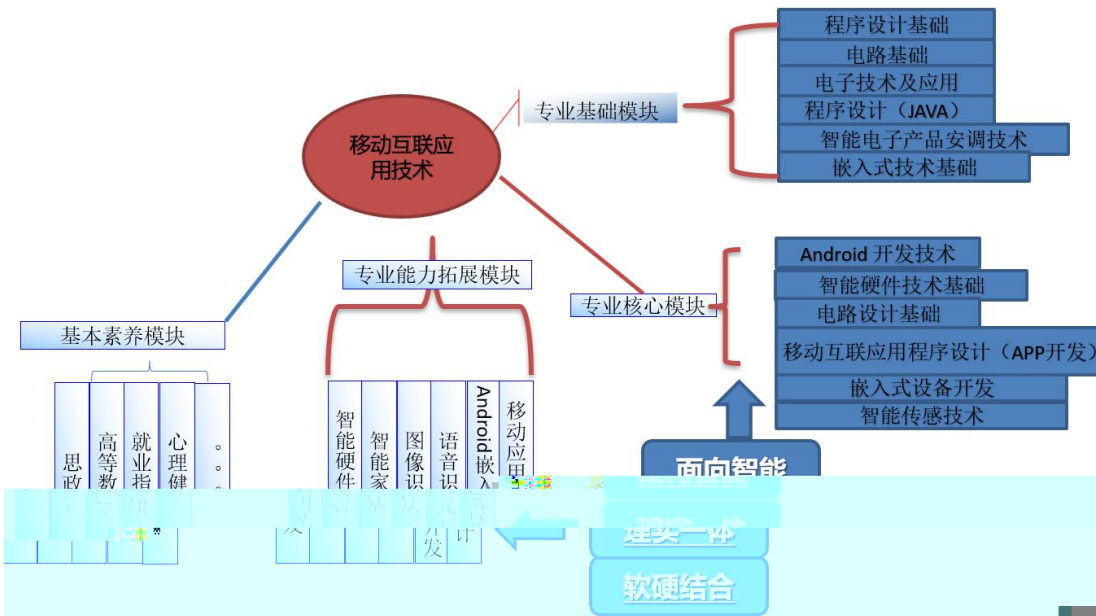 移动互联应
用技术
专业基础模块
程序设计基础
电路基础
电子技术及应用
程序设计（JAVA）
智能电子产品安调技术
嵌入式技术基础
专业核心模块
Android 开发技术
智能硬件技术基础
电路设计基础
移动互联应用程序设计（APP开发）
嵌入式设备开发
智能传感技术
专业能力拓展模块
智能硬件
智能家
图像识
语音识
Android嵌入
移动应用
基本素养模块
思政
高等数
就业指
心理健
。。。
面向智能
理实一体
软硬结合